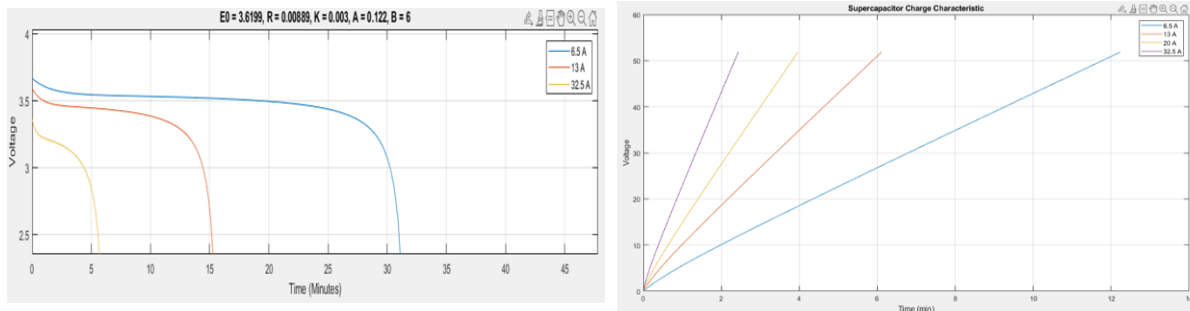 E0 = 3.6199, R = 0.00889, K = 0.003, A = 0.122, B = 6
4
3.5
3
2.5
Voltage
0 5 10 15 20 25 30 35 40 45
Time (Minutes)
6.5 A
13 A
32.5 A
Supercapacitor Charge Characteristic
60
50
40
30
20
10
0
Voltage
0 2 4 6 8 10 12 14
Time (min)
6.5 A
13 A
20 A
32.5 A